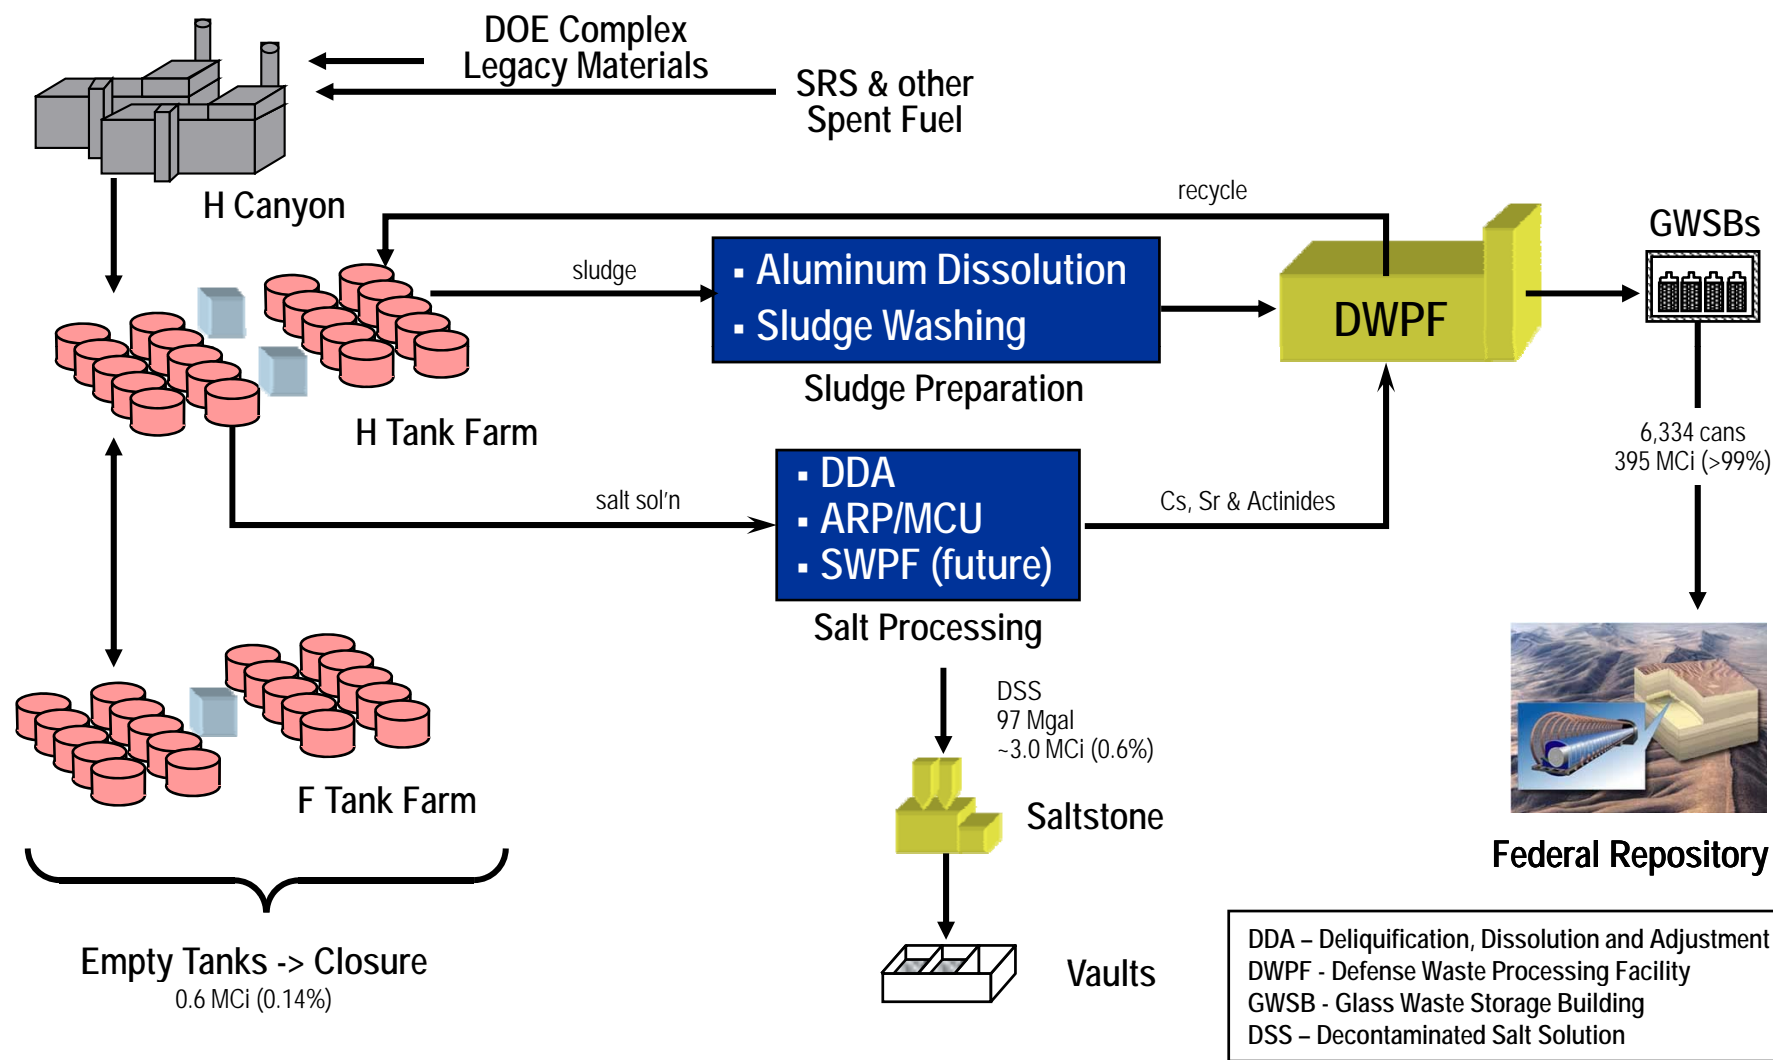 DOE Complex
Legacy Materials
SRS & other
Spent Fuel
H Canyon
recycle
GWSBs
sludge
▪ Aluminum Dissolution
▪ Sludge Washing
DWPF
Sludge Preparation
H Tank Farm
6,334 cans
395 MCi (>99%)
salt sol’n
▪ DDA
▪ ARP/MCU
▪ SWPF (future)
Cs, Sr & Actinides
Salt Processing
DSS
97 Mgal
~3.0 MCi (0.6%)
F Tank Farm
Saltstone
Federal Repository
Empty Tanks -> Closure
0.6 MCi (0.14%)
Vaults
DDA – Deliquification, Dissolution and Adjustment
DWPF - Defense Waste Processing Facility
GWSB - Glass Waste Storage Building
DSS – Decontaminated Salt Solution